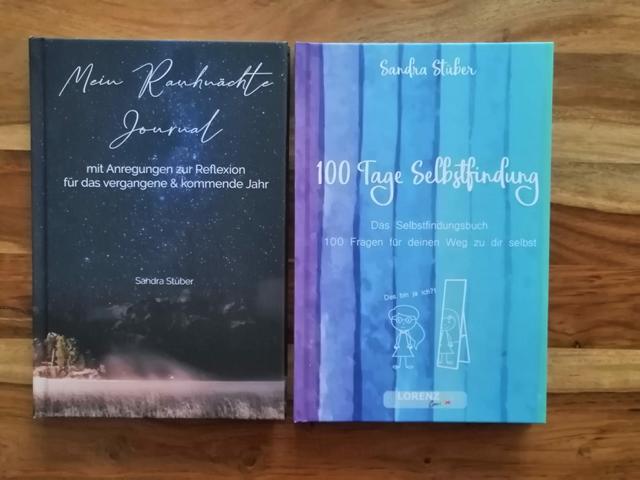 Mein Rauhnächte
Journal
mit Anregungen zur Reflexion
für das vergangene & kommende Jahr
Sandra Stüber
Sandra Stüber
100 Tage Selbstfindung
Das Selbstfindungsbuch
100 Fragen für deinen Weg zu dir selbst
Das bin ja ich?!
LORENZ